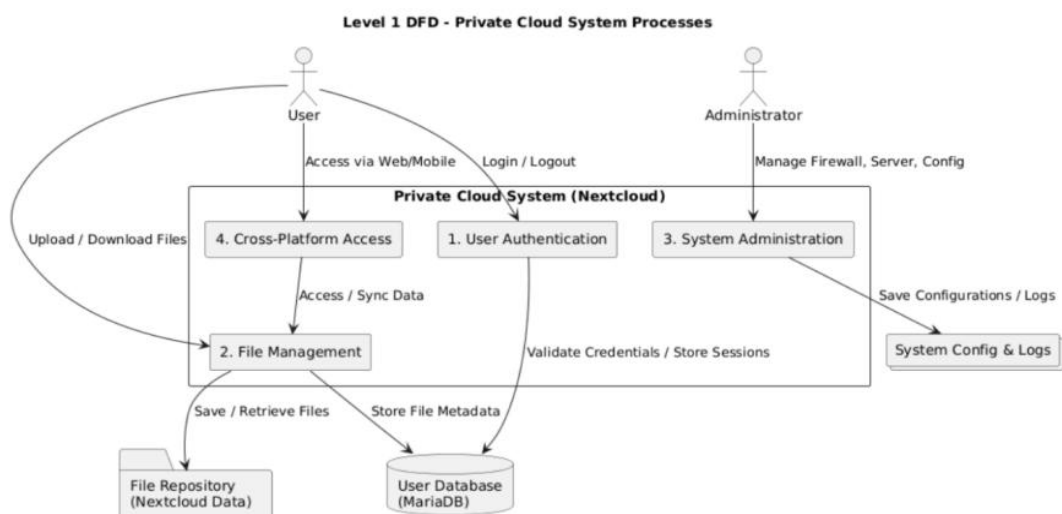 Level 1 DFD - Private Cloud System Processes
User
Administrator
Access via Web/Mobile
Login / Logout
Manage Firewall, Server, Config
Private Cloud System (Nextcloud)
Upload / Download Files
4. Cross-Platform Access
1. User Authentication
3. System Administration
Access / Sync Data
Save Configurations / Logs
2. File Management
Validate Credentials / Store Sessions
System Config & Logs
Save / Retrieve Files
Store File Metadata
File Repository
(Nextcloud Data)
User Database
(MariaDB)